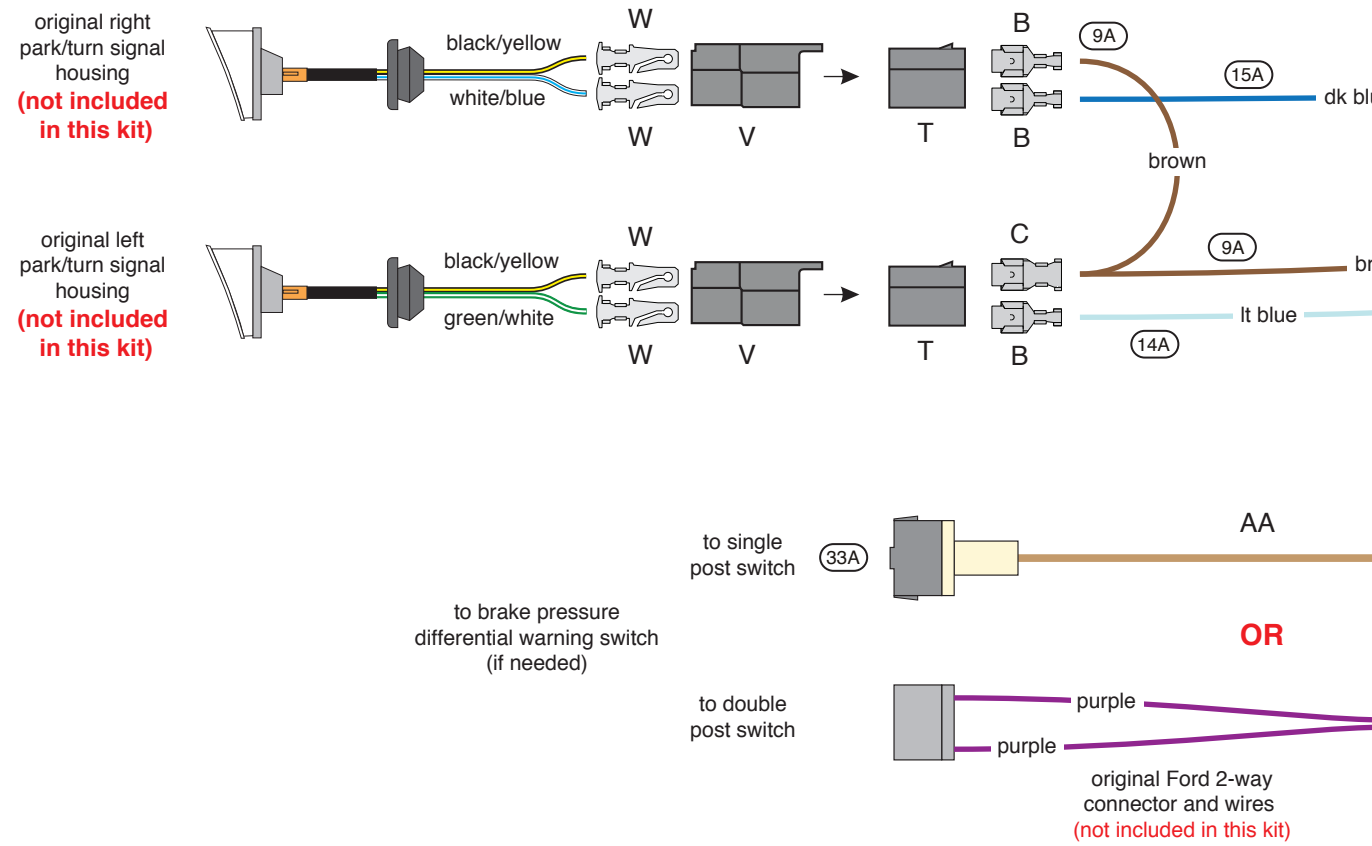 original right
park/turn signal
housing
(not included
in this kit)
black/yellow
white/blue
W
W
V
T
B
B
9A
15A
brown
original left
park/turn signal
housing
(not included
in this kit)
black/yellow
green/white
W
W
V
T
C
B
9A
lt blue
14A
to brake pressure
differential warning switch
(if needed)
to single
post switch
33A
AA
OR
to double
post switch
purple
purple
original Ford 2-way
connector and wires
(not included in this kit)